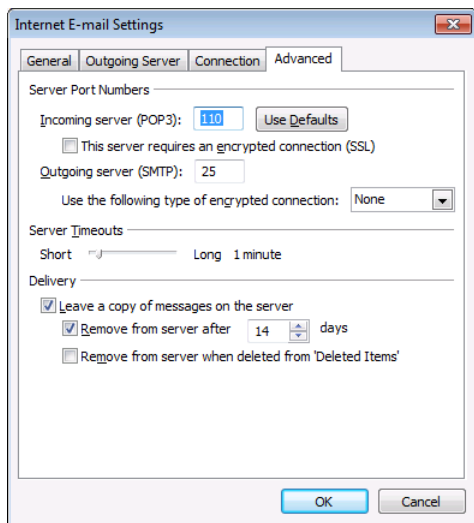 Internet E-mail Settings
General Outgoing Server Connection Advanced
Server Port Numbers
Incoming server (POP3): 110 Use Defaults
This server requires an encrypted connection (SSL)
Outgoing server (SMTP): 25
Use the following type of encrypted connection: None
Server Timeouts
Short Long 1 minute
Delivery
Leave a copy of messages on the server
Remove from server after 14 days
Remove from server when deleted from 'Deleted Items'
OK Cancel